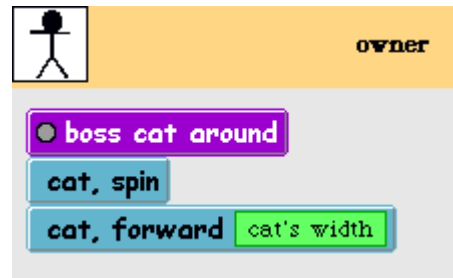 owner
boss cat around
cat, spin
cat, forward cat's width